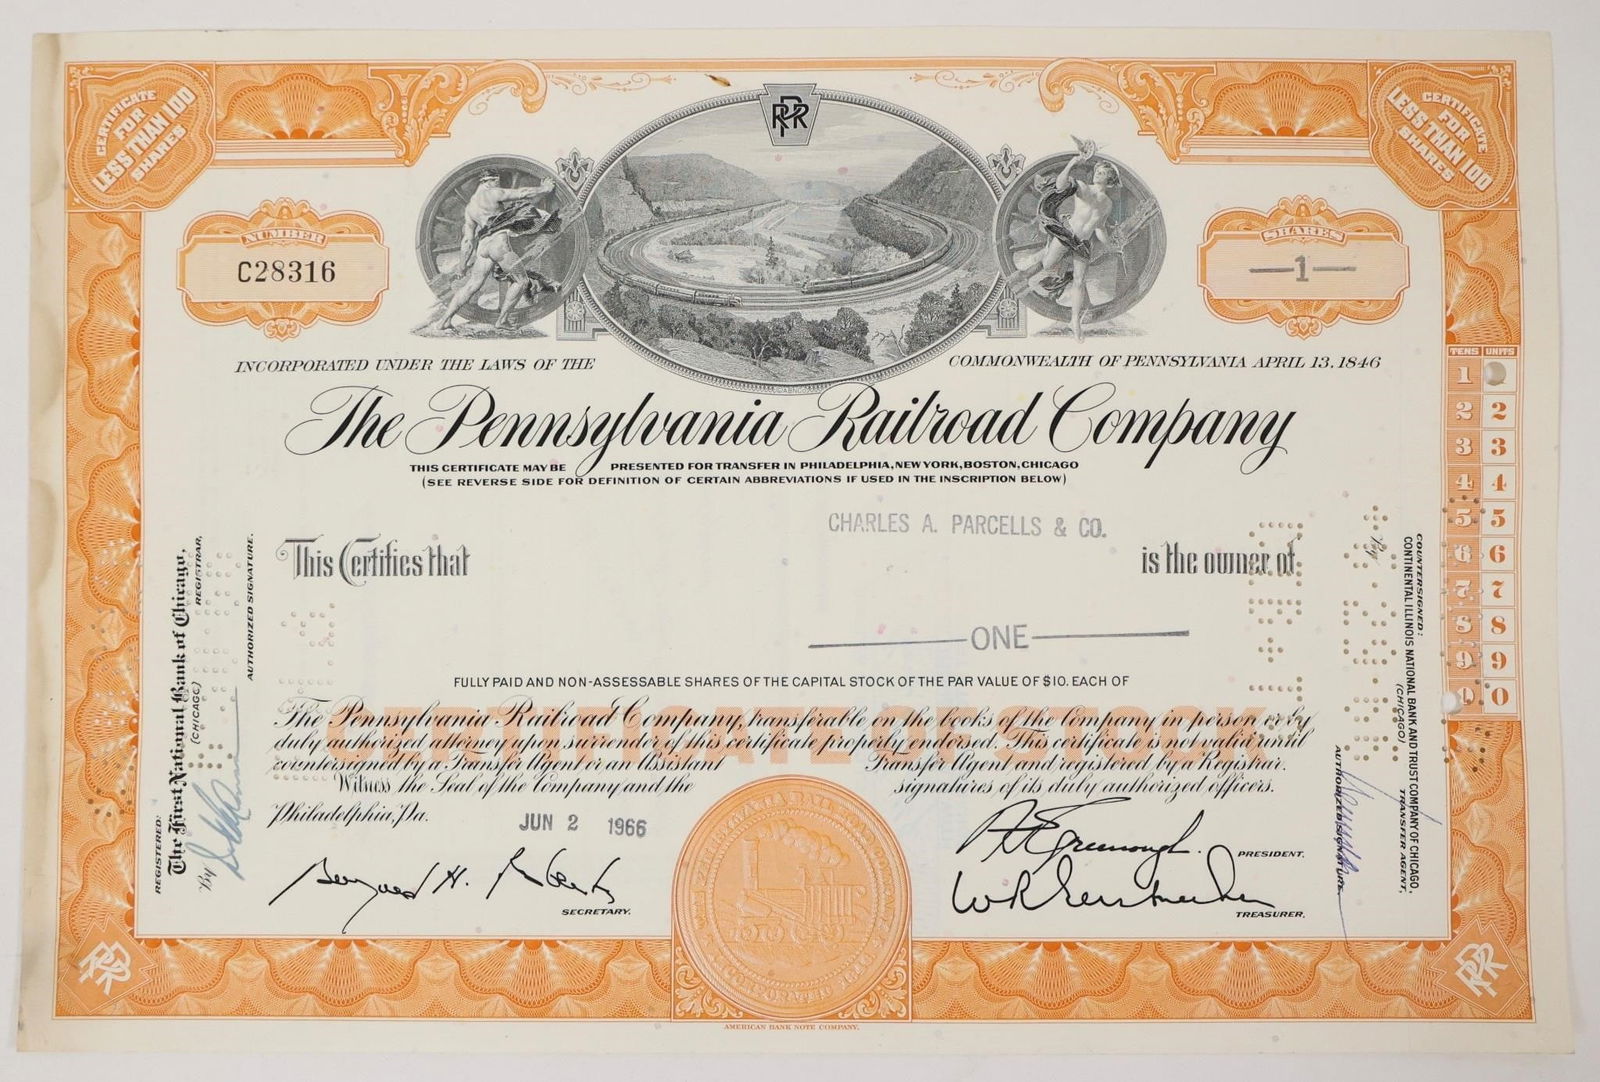 CERTIFICATE
FOR
LESS THAN 100
SHARES
PRR
CERTIFICATE
FOR
LESS THAN 100
SHARES
NUMBER
C28316
SHARES
1
INCORPORATED UNDER THE LAWS OF THE
COMMONWEALTH OF PENNSYLVANIA APRIL 13, 1846
The Pennsylvania Railroad Company
THIS CERTIFICATE MAY BE PRESENTED FOR TRANSFER IN PHILADELPHIA, NEW YORK, BOSTON, CHICAGO
(SEE REVERSE SIDE FOR DEFINITION OF CERTAIN ABBREVIATIONS IF USED IN THE INSCRIPTION BELOW)
CHARLES A. PARCELLS & CO.
This Certifies that
is the owner of
ONE
FULLY PAID AND NON-ASSESSABLE SHARES OF THE CAPITAL STOCK OF THE PAR VALUE OF $10. EACH OF
CERTIFICATE OF STOCK
The Pennsylvania Railroad Company, transferable on the books of the Company in person or by
duly authorized attorney upon surrender of this certificate properly endorsed. This certificate is not valid until
countersigned by a Transfer Agent or an Assistant Transfer Agent and registered by a Registrar.
Witness the Seal of the Company and the signatures of its duly authorized officers.
Philadelphia, Pa.
JUN 2 1966
SECRETARY.
PRESIDENT.
TREASURER.
REGISTERED:
The First National Bank of Chicago,
(CHICAGO) REGISTRAR,
By
AUTHORIZED SIGNATURE.
COUNTERSIGNED:
CONTINENTAL ILLINOIS NATIONAL BANK AND TRUST COMPANY OF CHICAGO,
(CHICAGO) TRANSFER AGENT,
By
AUTHORIZED SIGNATURE.
TENS UNITS
1
2 2
3 3
4 4
5 5
6 6
7 7
8 8
9 9
0 0
PRR
PRR
AMERICAN BANK NOTE COMPANY.